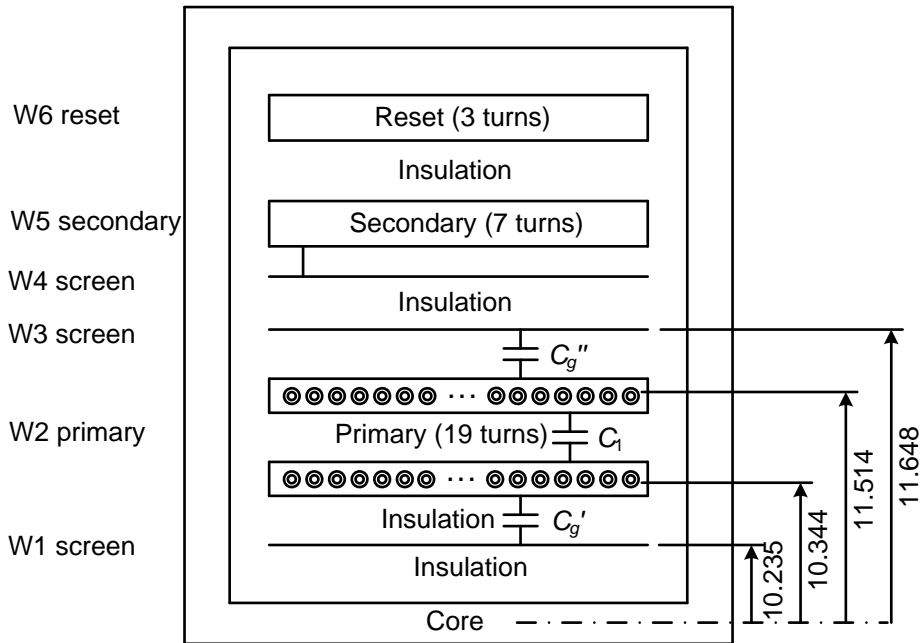 W6 reset
Reset (3 turns)
Insulation
W5 secondary
Secondary (7 turns)
W4 screen
Insulation
W3 screen
Cg''
W2 primary
Primary (19 turns)
C1
Insulation
Cg'
W1 screen
Insulation
Core
10.235
10.344
11.514
11.648